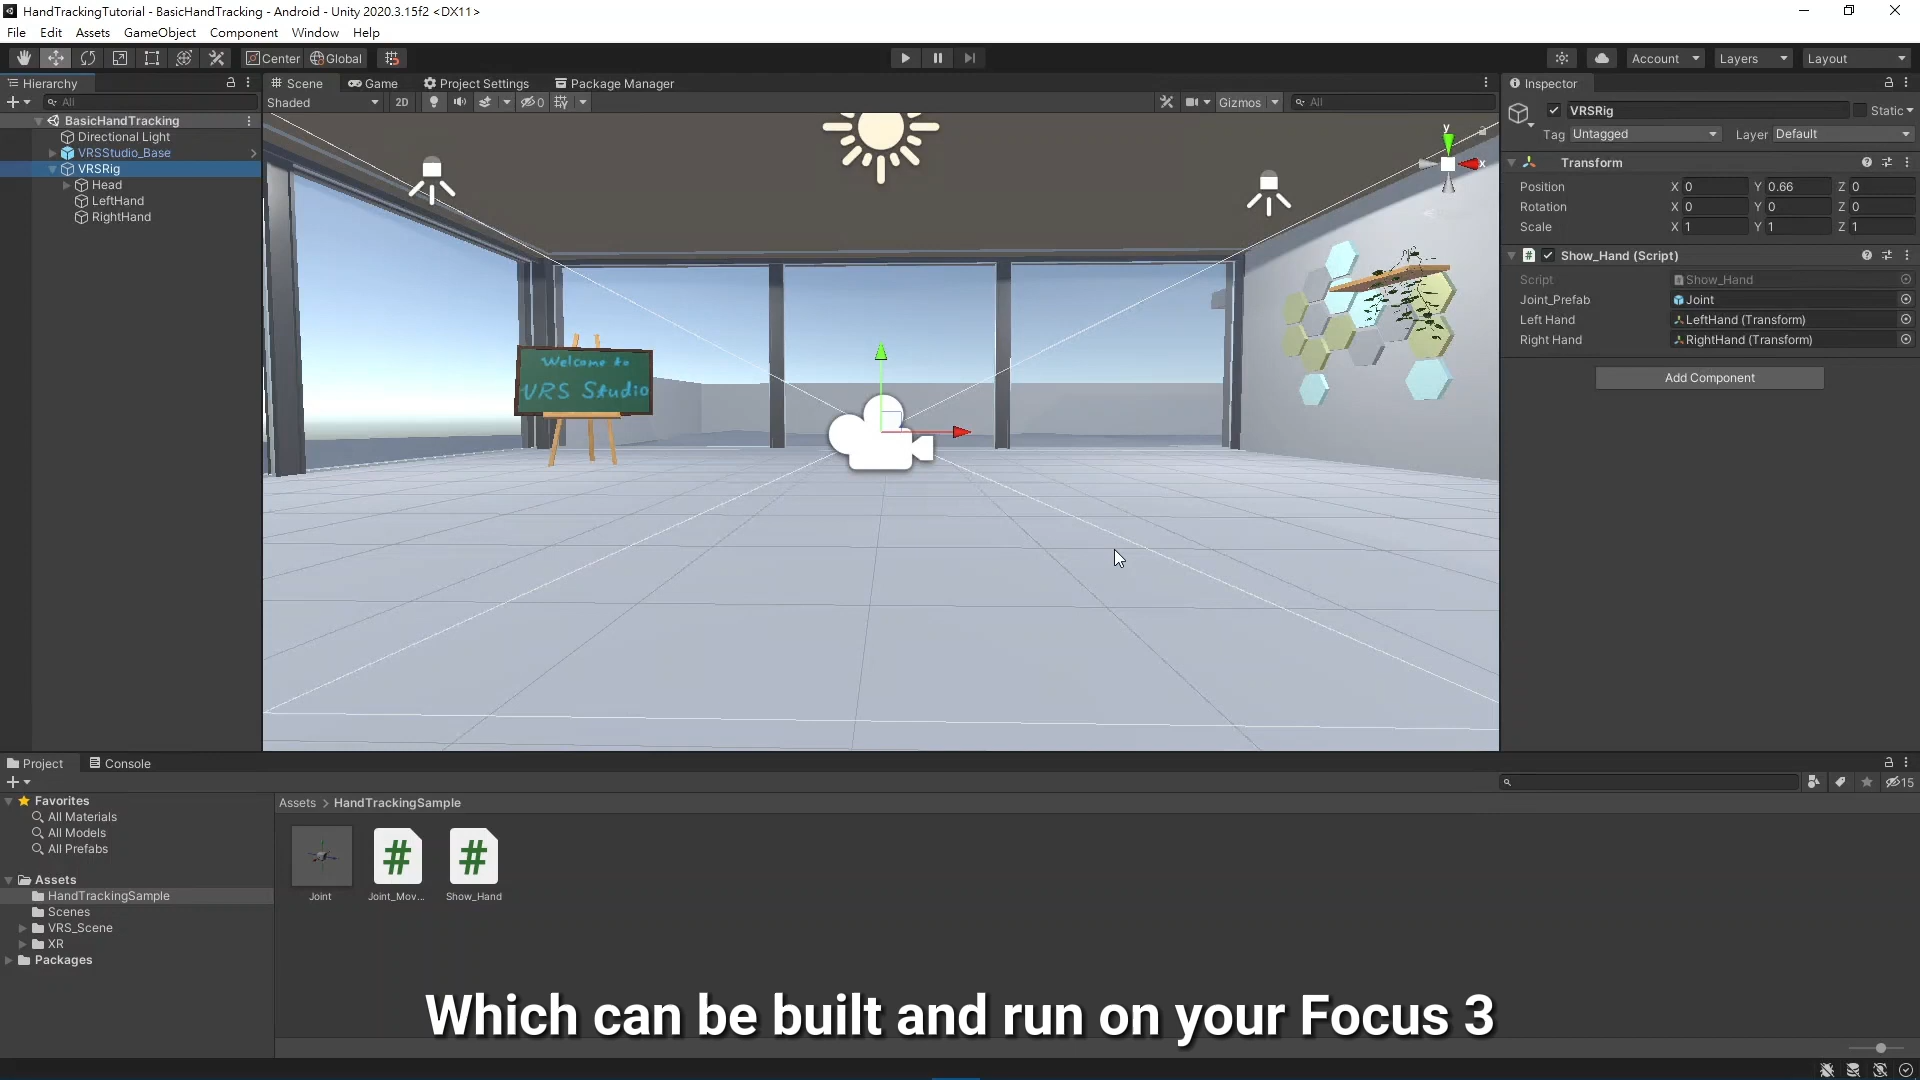 HandTrackingTutorial - BasicHandTracking - Android - Unity 2020.3.15f2 <DX11>
File Edit Assets GameObject Component Window Help
Center Global
Account Layers Layout
Hierarchy
All
BasicHandTracking
Directional Light
VRSStudio_Base
VRSRig
Head
LeftHand
RightHand
Scene Game Project Settings Package Manager
Shaded 2D 0 Gizmos All
y
x
Welcome to
VRS Studio
Inspector
VRSRig Static
Tag Untagged Layer Default
Transform
Position X 0 Y 0.66 Z 0
Rotation X 0 Y 0 Z 0
Scale X 1 Y 1 Z 1
Show_Hand (Script)
Script Show_Hand
Joint_Prefab Joint
Left Hand LeftHand (Transform)
Right Hand RightHand (Transform)
Add Component
Project Console
15
Favorites
All Materials
All Models
All Prefabs
Assets
HandTrackingSample
Scenes
VRS_Scene
XR
Packages
Assets > HandTrackingSample
Joint Joint_Mov... Show_Hand
Which can be built and run on your Focus 3